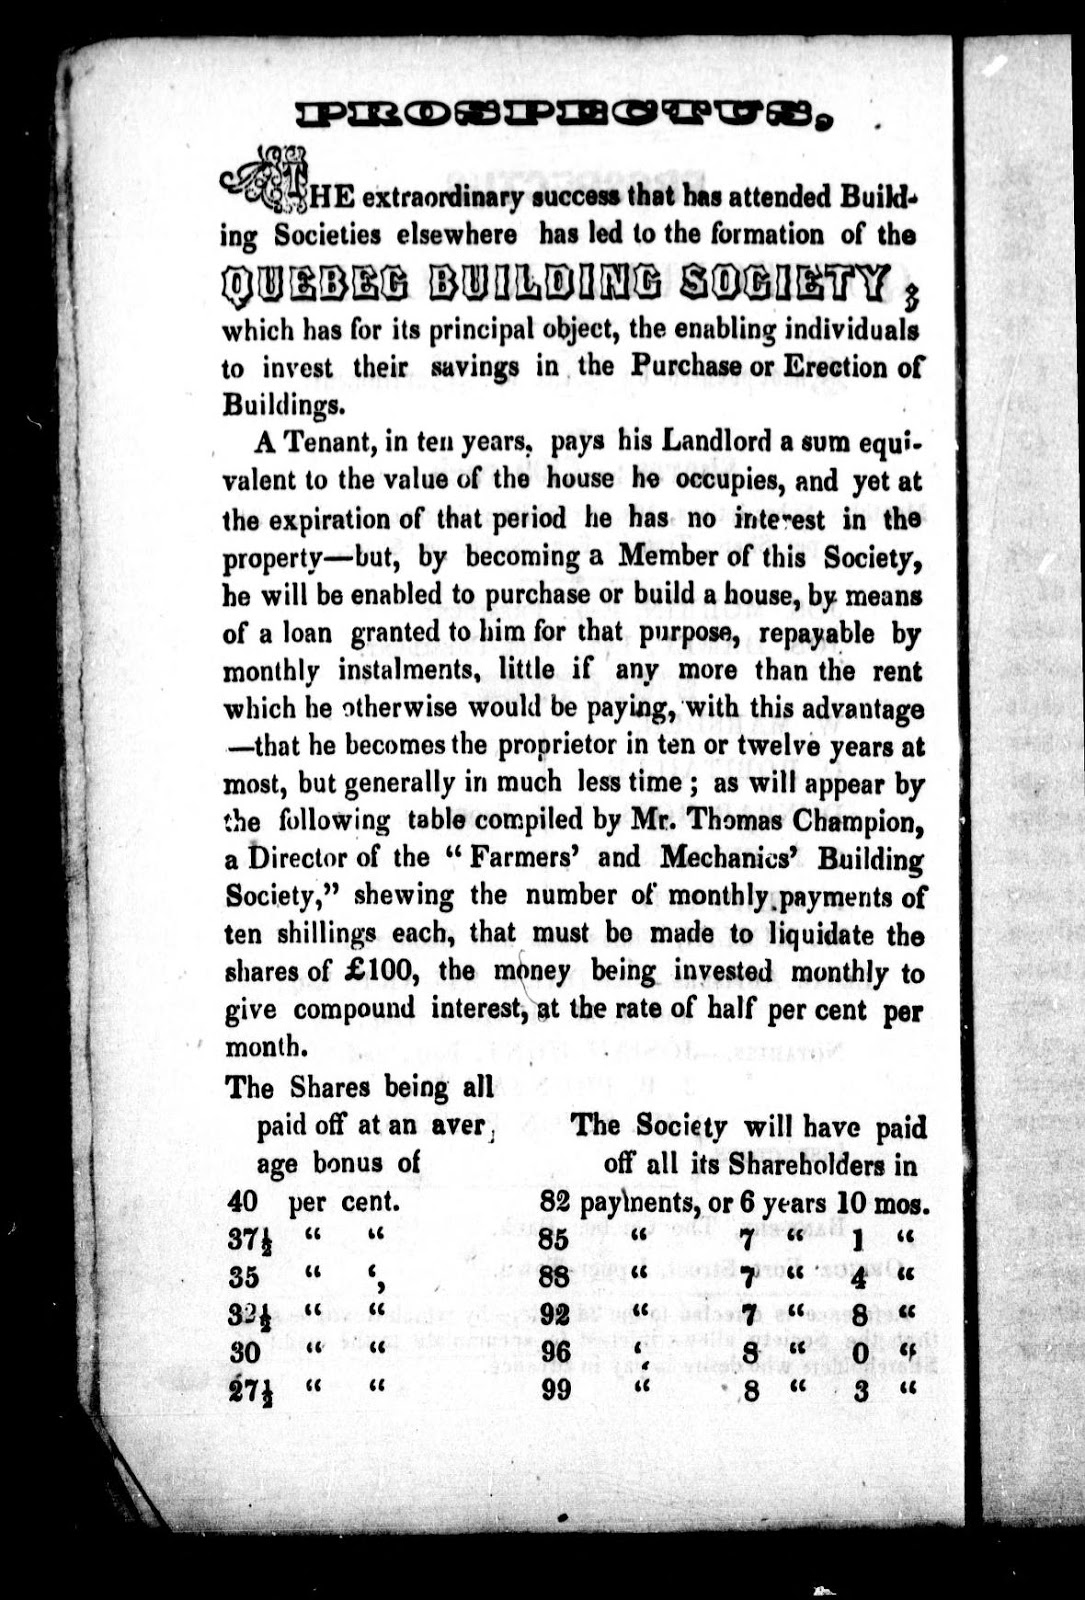 PROSPECTUS.
THE extraordinary success that has attended Build-
ing Societies elsewhere has led to the formation of the
QUEBEC BUILDING SOCIETY;
which has for its principal object, the enabling individuals
to invest their savings in the Purchase or Erection of
Buildings.
A Tenant, in ten years, pays his Landlord a sum equi-
valent to the value of the house he occupies, and yet at
the expiration of that period he has no interest in the
property—but, by becoming a Member of this Society,
he will be enabled to purchase or build a house, by means
of a loan granted to him for that purpose, repayable by
monthly instalments, little if any more than the rent
which he otherwise would be paying, with this advantage
—that he becomes the proprietor in ten or twelve years at
most, but generally in much less time; as will appear by
the following table compiled by Mr. Thomas Champion,
a Director of the “ Farmers’ and Mechanics’ Building
Society,” shewing the number of monthly payments of
ten shillings each, that must be made to liquidate the
shares of £100, the money being invested monthly to
give compound interest, at the rate of half per cent per
month.
The Shares being all
paid off at an aver, The Society will have paid
age bonus of off all its Shareholders in
40 per cent. 82 payments, or 6 years 10 mos.
37½ “ “ 85 “ 7 “ 1 “
35 “ “ 88 “ 7 “ 4 “
32½ “ “ 92 “ 7 “ 8 “
30 “ “ 96 “ 8 “ 0 “
27½ “ “ 99 “ 8 “ 3 “